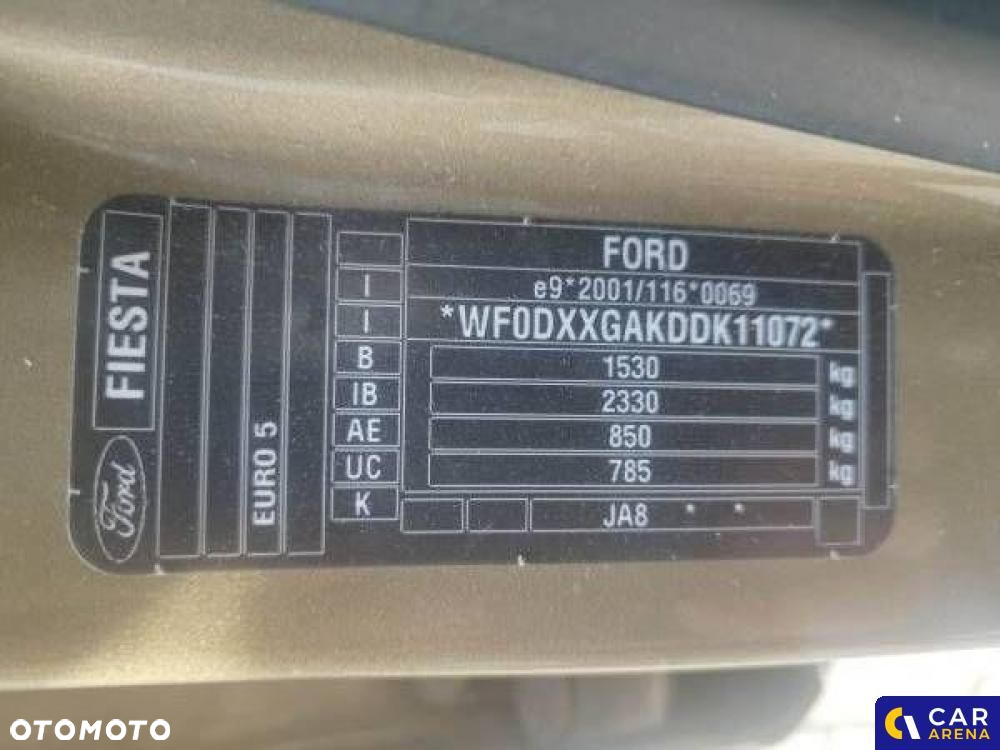 FIESTA
Ford
EURO 5
FORD
I e9*2001/116*0069
I *WF0DXXGAKDDK11072*
B 1530 kg
IB 2330 kg
AE 850 kg
UC 785 kg
K JA8 * *
OTOMOTO
CAR
ARENA